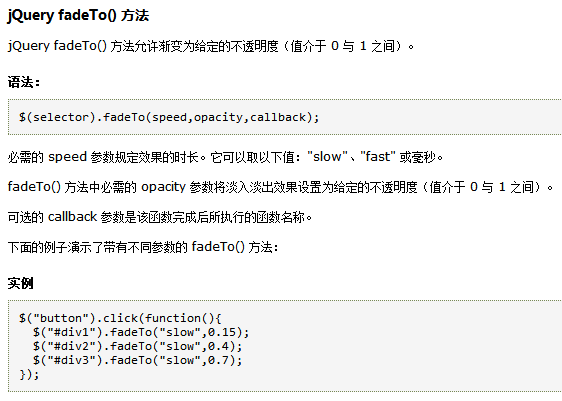 jQuery fadeTo() 方法
jQuery fadeTo() 方法允许渐变为给定的不透明度（值介于 0 与 1 之间）。
语法：
$(selector).fadeTo(speed,opacity,callback);
必需的 speed 参数规定效果的时长。它可以取以下值："slow"、"fast" 或毫秒。
fadeTo() 方法中必需的 opacity 参数将淡入淡出效果设置为给定的不透明度（值介于 0 与 1 之间）。
可选的 callback 参数是该函数完成后所执行的函数名称。
下面的例子演示了带有不同参数的 fadeTo() 方法：
实例
$("button").click(function(){
  $("#div1").fadeTo("slow",0.15);
  $("#div2").fadeTo("slow",0.4);
  $("#div3").fadeTo("slow",0.7);
});